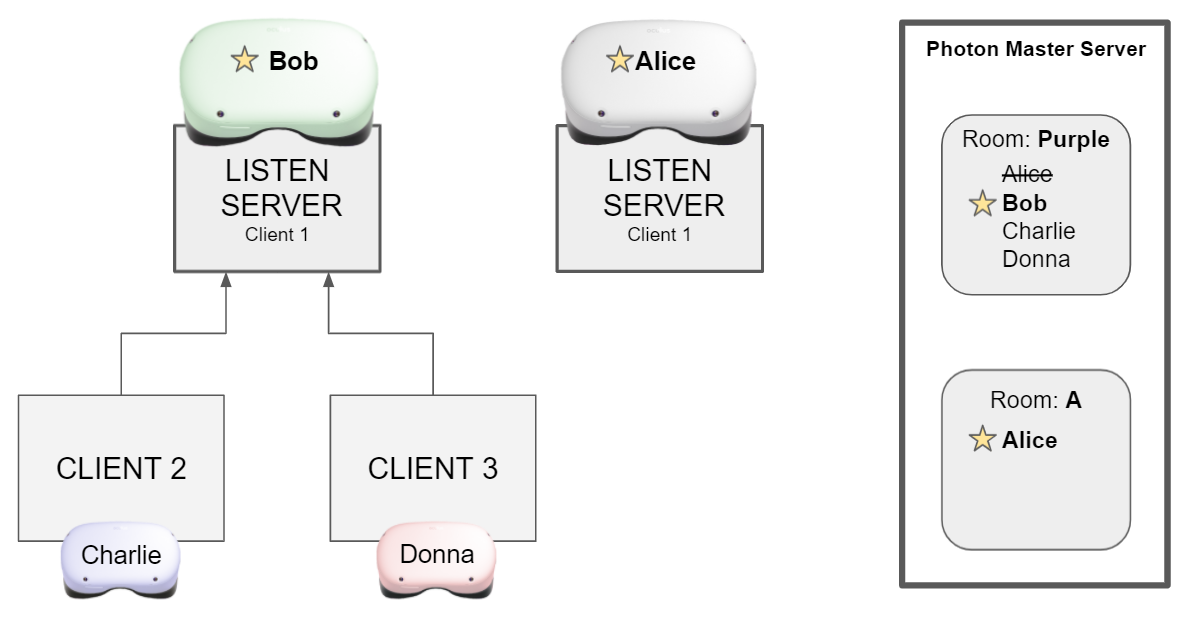 Bob
LISTEN
SERVER
Client 1
Alice
LISTEN
SERVER
Client 1
CLIENT 2
Charlie
CLIENT 3
Donna
Photon Master Server
Room: Purple
Alice
Bob
Charlie
Donna
Room: A
Alice